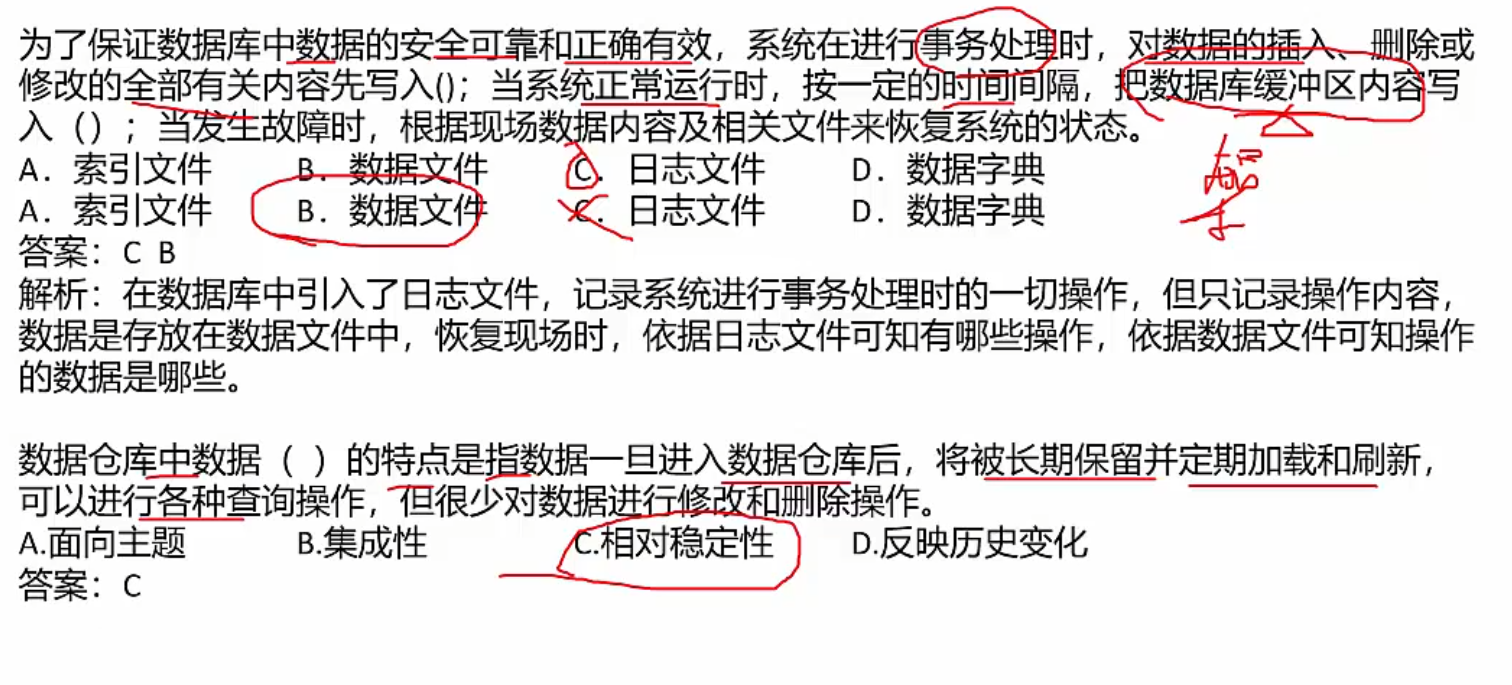 为了保证数据库中数据的安全可靠和正确有效，系统在进行事务处理时，对数据的插入、删除或
修改的全部有关内容先写入()；当系统正常运行时，按一定的时间间隔，把数据库缓冲区内容写
入（）；当发生故障时，根据现场数据内容及相关文件来恢复系统的状态。
A．索引文件 B．数据文件 C．日志文件 D．数据字典
A．索引文件 B．数据文件 C．日志文件 D．数据字典
答案：C B
解析：在数据库中引入了日志文件，记录系统进行事务处理时的一切操作，但只记录操作内容，
数据是存放在数据文件中，恢复现场时，依据日志文件可知有哪些操作，依据数据文件可知操作
的数据是哪些。
数据仓库中数据（ ）的特点是指数据一旦进入数据仓库后，将被长期保留并定期加载和刷新，
可以进行各种查询操作，但很少对数据进行修改和删除操作。
A.面向主题 B.集成性 C.相对稳定性 D.反映历史变化
答案：C